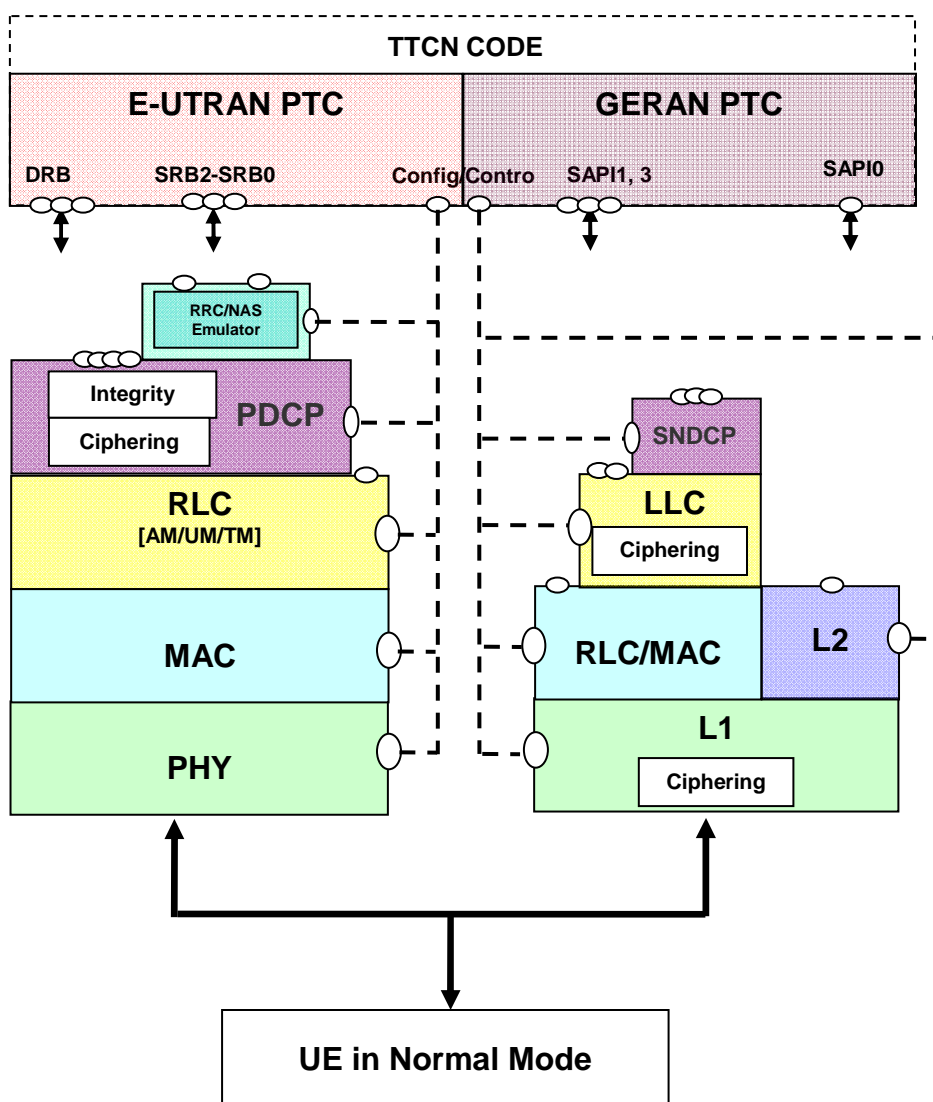 TTCN CODE
E-UTRAN PTC
GERAN PTC
DRB
SRB2-SRB0
Config/Contro
SAPI1, 3
SAPI0
RRC/NAS
Emulator
Integrity
Ciphering
PDCP
SNDCP
RLC
[AM/UM/TM]
LLC
Ciphering
MAC
RLC/MAC
L2
PHY
L1
Ciphering
UE in Normal Mode